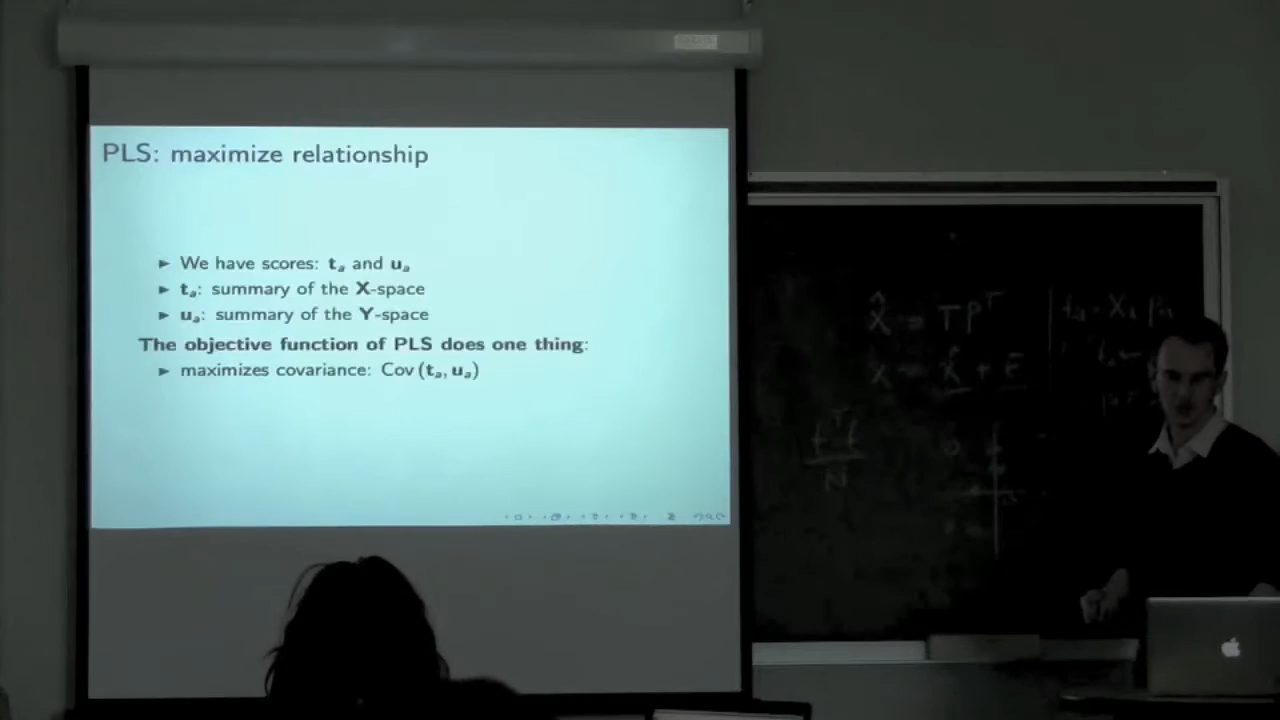 PLS: maximize relationship
► We have scores: tₐ and uₐ
► tₐ: summary of the X-space
► uₐ: summary of the Y-space
The objective function of PLS does one thing:
► maximizes covariance: Cov (tₐ, uₐ)
X̂ = TPᵀ
X = X̂ + E
tᵀt
N